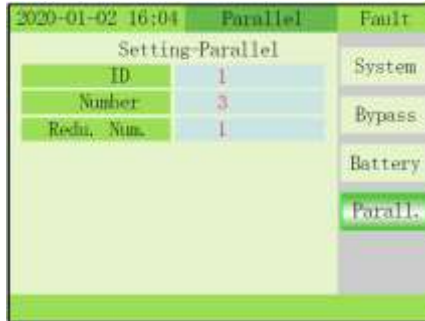 2020-01-02 16:04 Parallel Fault
Setting-Parallel
ID 1
Number 3
Redu. Num. 1
System
Bypass
Battery
Parall.